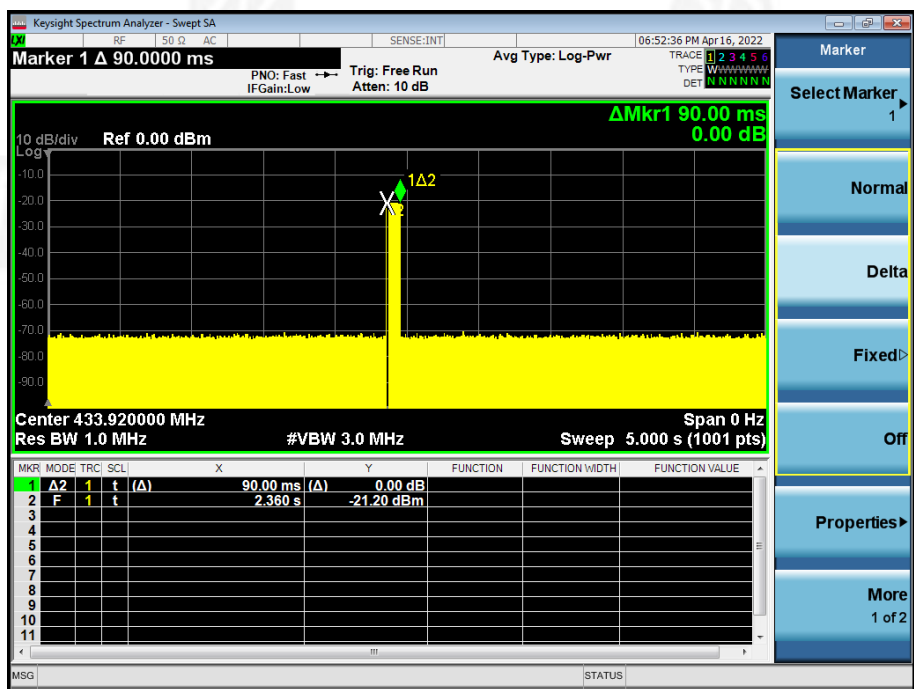 Keysight Spectrum Analyzer - Swept SA
LXI RF 50 Ω AC SENSE:INT 06:52:36 PM Apr 16, 2022
Marker 1 Δ 90.0000 ms
PNO: Fast
IFGain:Low
Trig: Free Run
Atten: 10 dB
Avg Type: Log-Pwr
TRACE 1 2 3 4 5 6
TYPE WWWWWW
DET N N N N N N
ΔMkr1 90.00 ms
0.00 dB
10 dB/div Ref 0.00 dBm
Log
-10.0
-20.0
-30.0
-40.0
-50.0
-60.0
-70.0
-80.0
-90.0
1Δ2
2
Center 433.920000 MHz Span 0 Hz
Res BW 1.0 MHz #VBW 3.0 MHz Sweep 5.000 s (1001 pts)
MKR MODE TRC SCL X Y FUNCTION FUNCTION WIDTH FUNCTION VALUE
1 Δ2 1 t (Δ) 90.00 ms (Δ) 0.00 dB
2 F 1 t 2.360 s -21.20 dBm
3
4
5
6
7
8
9
10
11
MSG STATUS
Marker
Select Marker
1
Normal
Delta
Fixed
Off
Properties
More
1 of 2